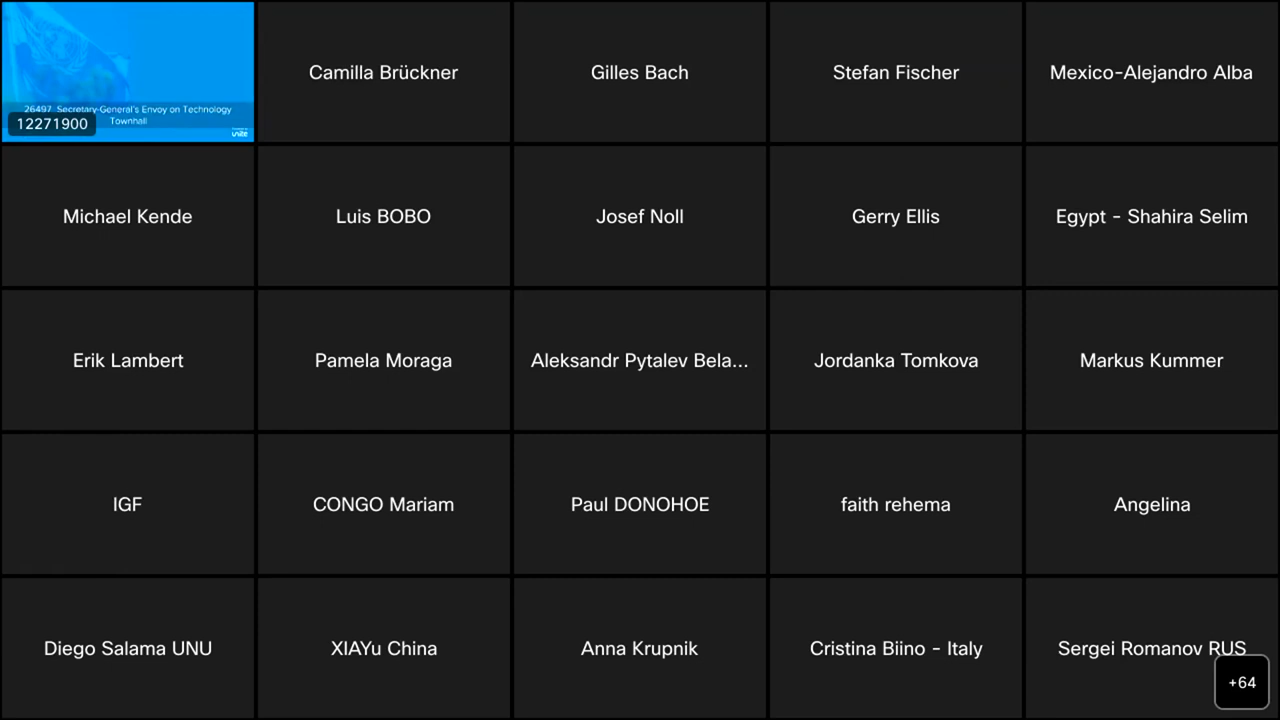 26497 Secretary-General's Envoy on Technology
Townhall
12271900
unite
Camilla Brückner
Gilles Bach
Stefan Fischer
Mexico-Alejandro Alba
Michael Kende
Luis BOBO
Josef Noll
Gerry Ellis
Egypt - Shahira Selim
Erik Lambert
Pamela Moraga
Aleksandr Pytalev Bela...
Jordanka Tomkova
Markus Kummer
IGF
CONGO Mariam
Paul DONOHOE
faith rehema
Angelina
Diego Salama UNU
XIAYu China
Anna Krupnik
Cristina Biino - Italy
Sergei Romanov RUS
+64